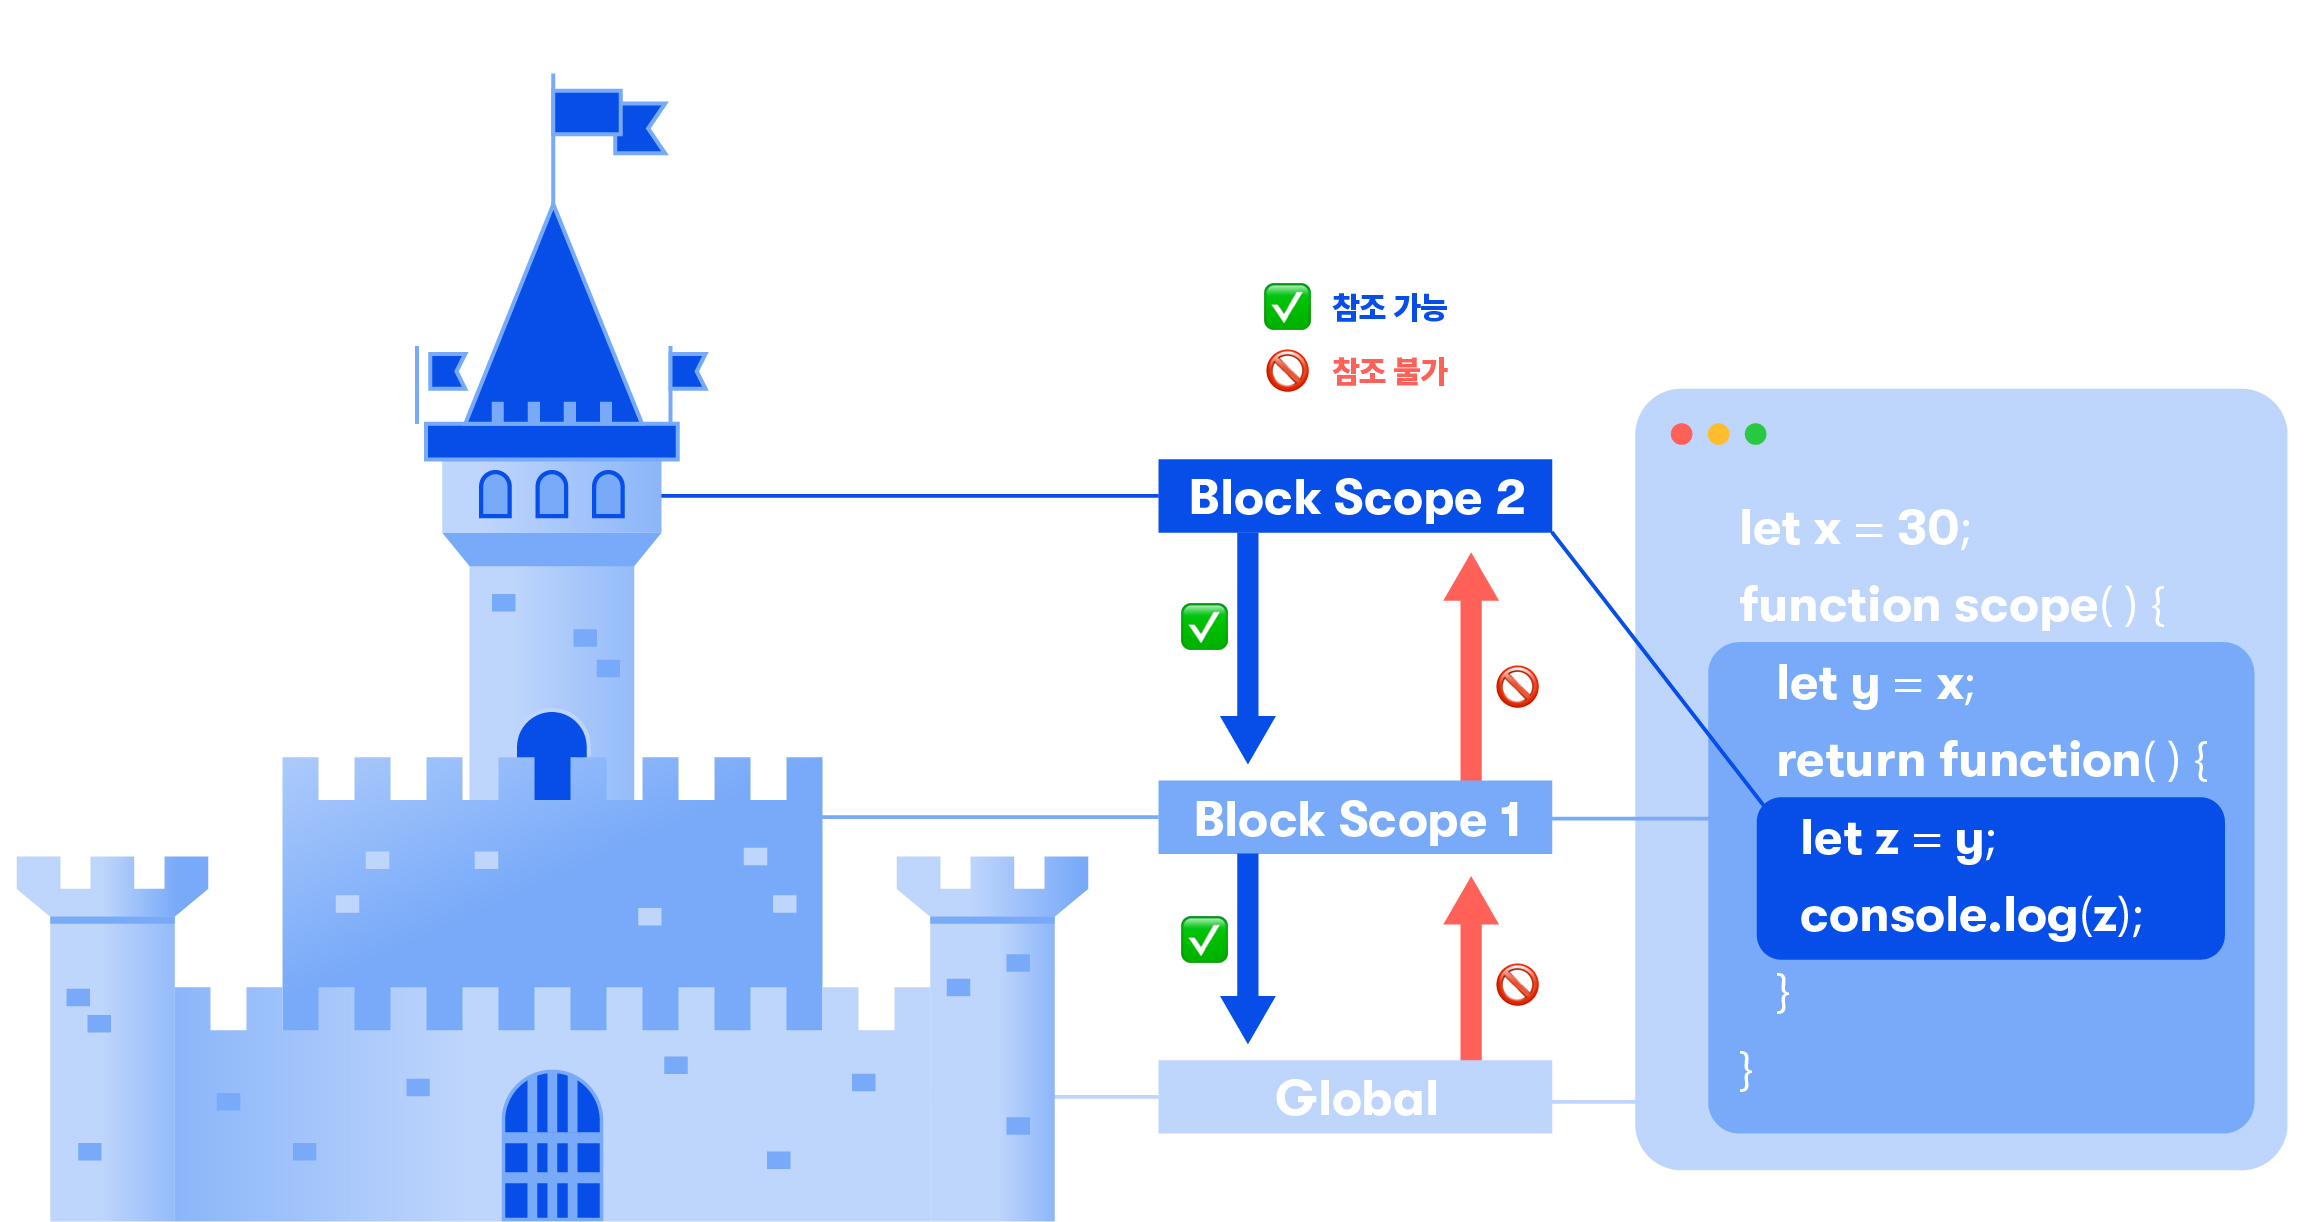 참조 가능
참조 불가
Block Scope 2
Block Scope 1
Global
let x = 30;
function scope( ) {
let y = x;
return function( ) {
let z = y;
console.log(z);
}
}